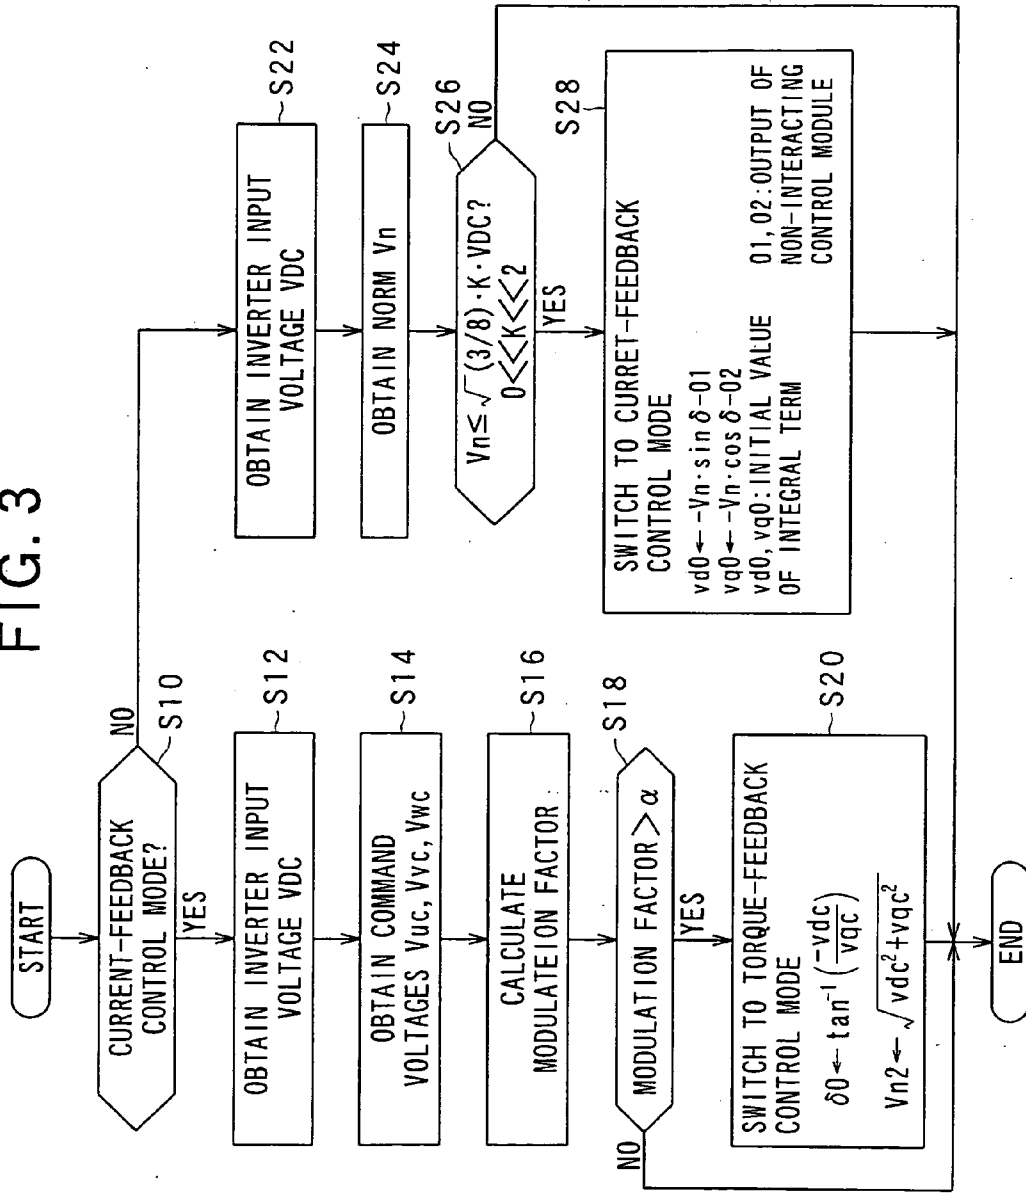 FIG. 3
START
CURRENT-FEEDBACK
CONTROL MODE?
S10
NO
YES
OBTAIN INVERTER INPUT
VOLTAGE VDC
S12
OBTAIN COMMAND
VOLTAGES Vuc, Vvc, Vwc
S14
CALCULATE
MODULATEION FACTOR
S16
MODULATION FACTOR > α
S18
NO
YES
SWITCH TO TORQUE-FEEDBACK
CONTROL MODE
δ0 ← tan⁻¹ (-vdc/vqc)
Vn2 ← √vdc²+vqc²
S20
OBTAIN INVERTER INPUT
VOLTAGE VDC
S22
OBTAIN NORM Vn
S24
Vn ≤ √(3/8)·K·VDC?
0<<K<<2
S26
NO
YES
S28
SWITCH TO CURRET-FEEDBACK
CONTROL MODE
vd0 ← -Vn·sin δ-01
vq0 ← -Vn·cos δ-02
vd0, vq0:INITIAL VALUE
OF INTEGRAL TERM
01, 02:OUTPUT OF
NON-INTERACTING
CONTROL MODULE
END